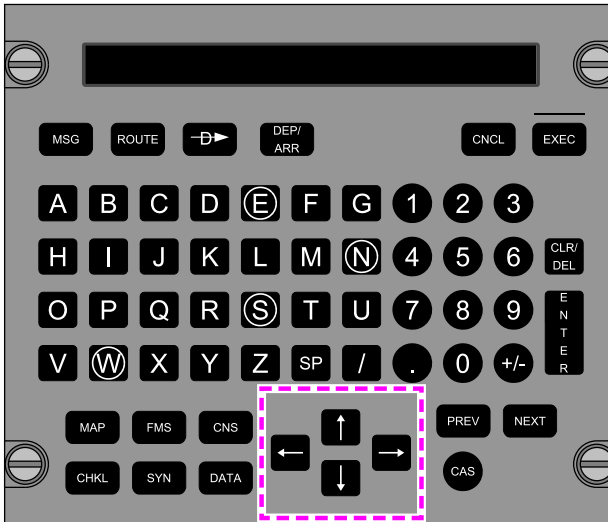 MSG ROUTE D DEP/ CNCL EXEC
ARR
A B C D E F G 1 2 3
H I J K L M N 4 5 6 CLR/
DEL
O P Q R S T U 7 8 9 ENTER
V W X Y Z SP / . 0 +/-
MAP FMS CNS ↑ PREV NEXT
← →
CHKL SYN DATA ↓ CAS